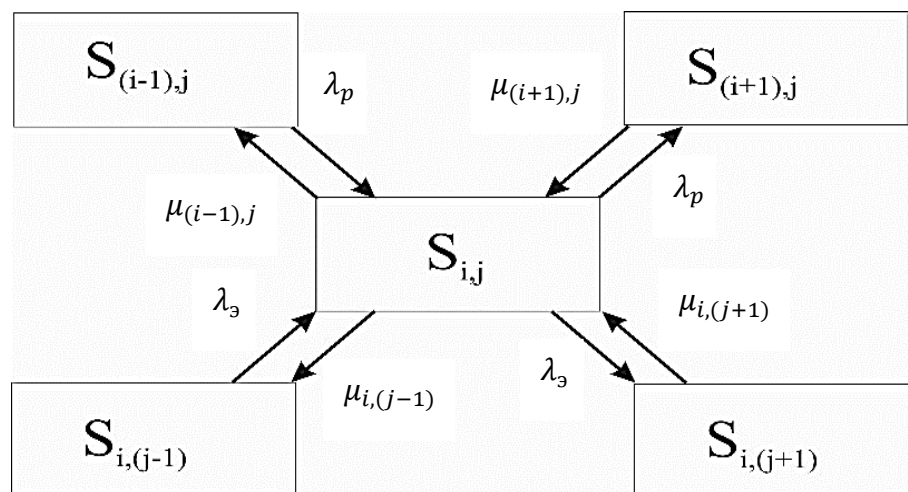 S(i-1),j
λp
μ(i+1),j
S(i+1),j
μ(i−1),j
λp
Si,j
λэ
μi,(j+1)
μi,(j−1)
λэ
Si,(j-1)
Si,(j+1)